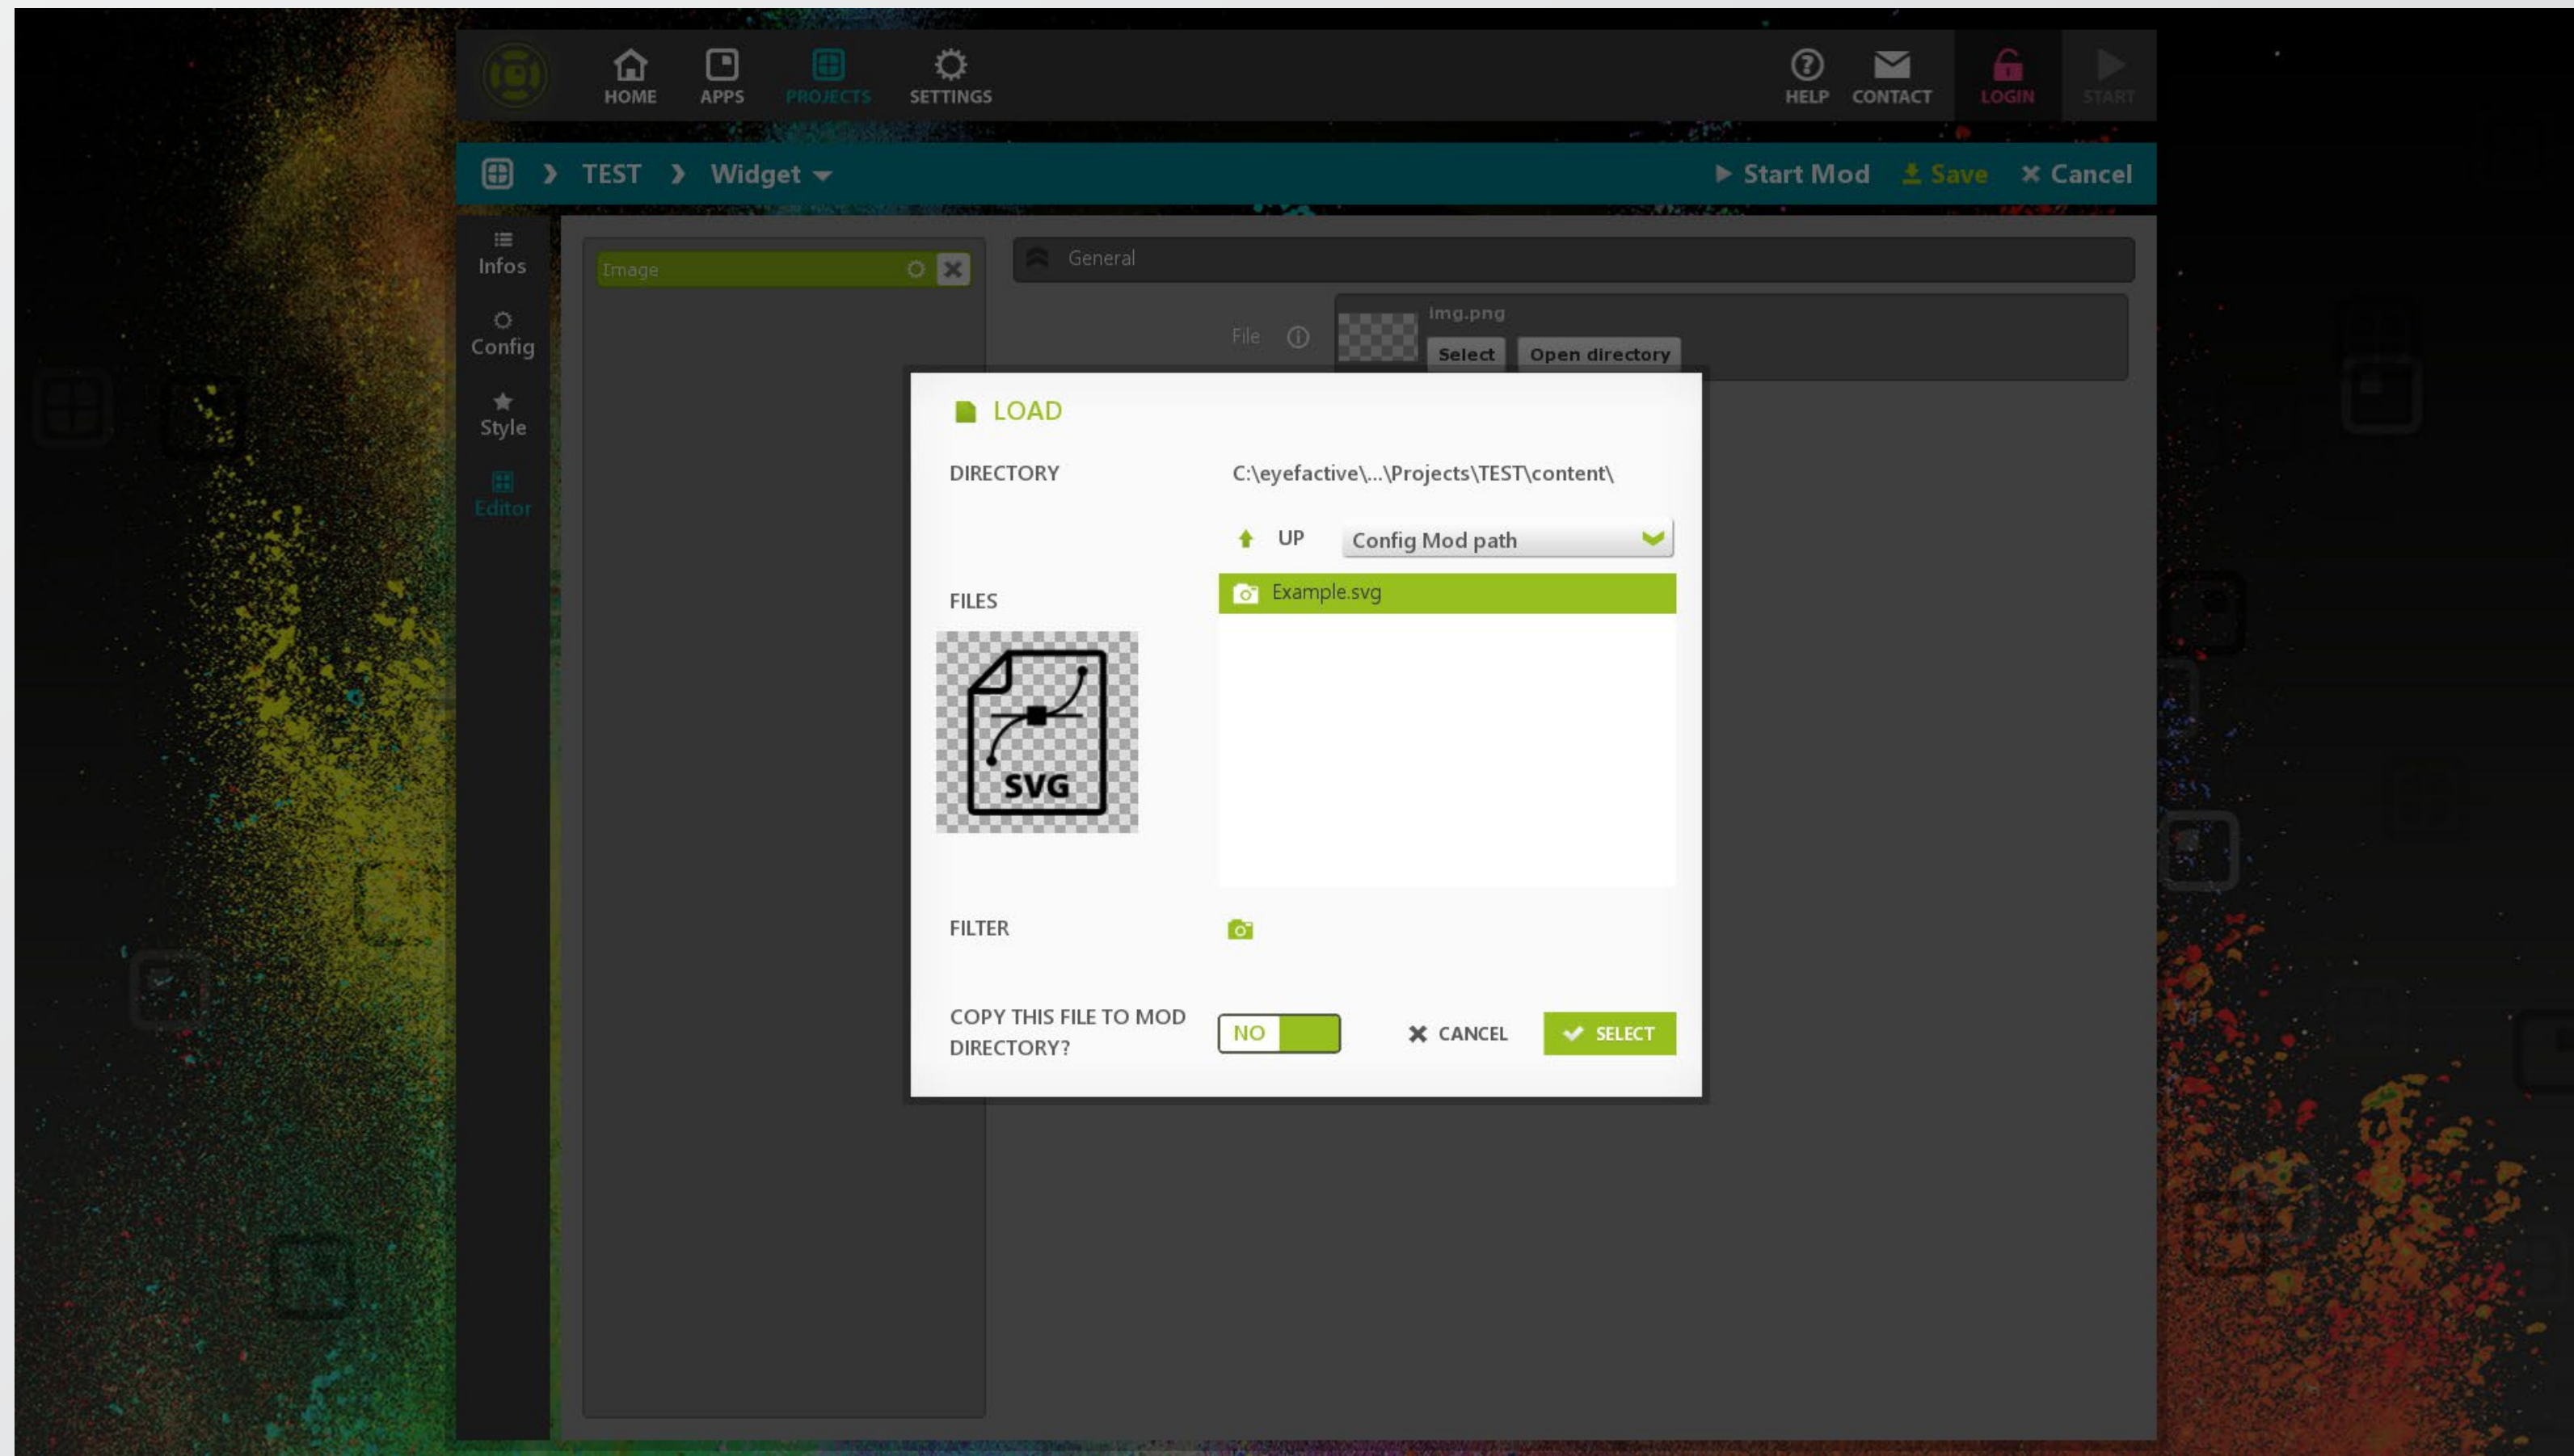 HOME APPS PROJECTS SETTINGS HELP CONTACT LOGIN START
TEST Widget Start Mod Save Cancel
Infos
Config
Style
Editor
Image
General
File
img.png
Select Open directory
LOAD
DIRECTORY C:\eyefactive\...\Projects\TEST\content\
UP Config Mod path
FILES Example.svg
SVG
FILTER
COPY THIS FILE TO MOD
DIRECTORY?
NO CANCEL SELECT